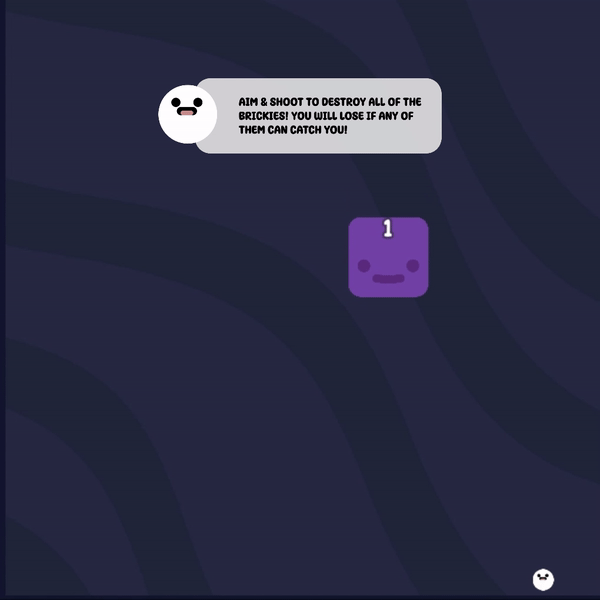 AIM & SHOOT TO DESTROY ALL OF THE
BRICKIES! YOU WILL LOSE IF ANY OF
THEM CAN CATCH YOU!
1